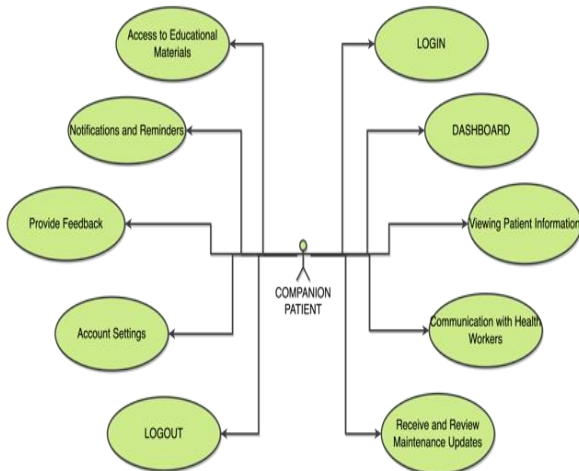 Access to Educational
Materials
LOGIN
Notifications and Reminders
DASHBOARD
Provide Feedback
Viewing Patient Information
COMPANION
PATIENT
Account Settings
Communication with Health
Workers
LOGOUT
Receive and Review
Maintenance Updates